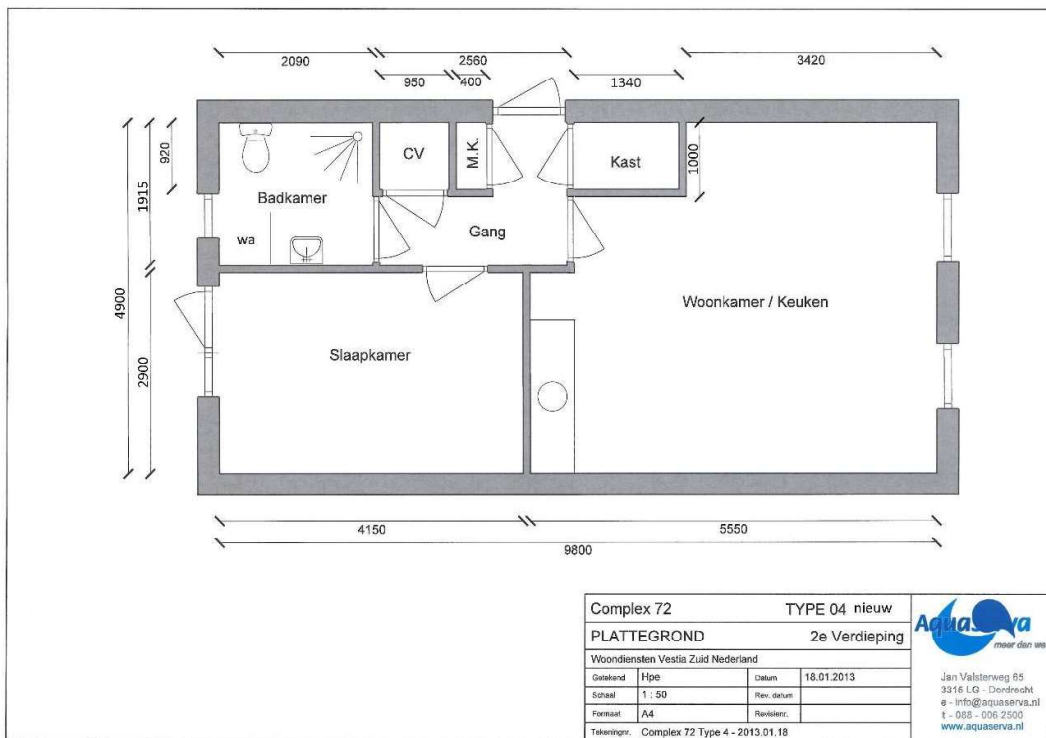 2090
2560
3420
950
400
1340
920
1915
4900
2900
1000
CV
M.K.
Kast
Badkamer
wa
Gang
Woonkamer / Keuken
Slaapkamer
4150
5550
9800
Complex 72 TYPE 04 nieuw
PLATTEGROND 2e Verdieping
Woondiensten Vestia Zuid Nederland
Getekend Hpe Datum 18.01.2013
Schaal 1 : 50 Rev. datum
Formaat A4 Revisienr.
Tekeningnr. Complex 72 Type 4 - 2013.01.18
Aquaserva
meer dan
Jan Valsterweg 65
3316 LG - Dordrecht
e - info@aquaserva.nl
t - 088 - 006 2500
www.aquaserva.nl